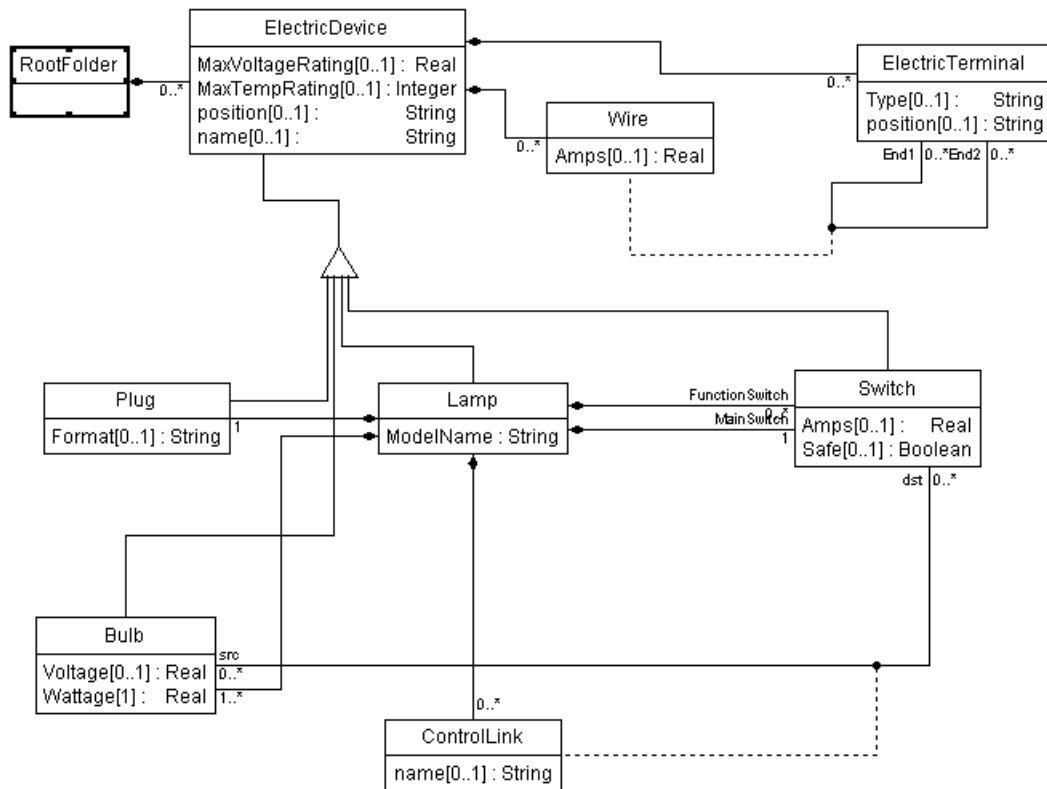 ElectricDevice
MaxVoltageRating[0..1] : Real
MaxTempRating[0..1] : Integer
position[0..1] : String
name[0..1] : String
RootFolder
0..*
ElectricTerminal
Type[0..1] : String
position[0..1] : String
0..*
Wire
Amps[0..1] : Real
0..*
End1 0..* End2 0..*
Plug
Format[0..1] : String
1
Lamp
ModelName : String
FunctionSwitch
0..*
MainSwitch
1
Switch
Amps[0..1] : Real
Safe[0..1] : Boolean
dst 0..*
Bulb
Voltage[0..1] : Real
Wattage[1] : Real
src
0..*
1..*
0..*
ControlLink
name[0..1] : String